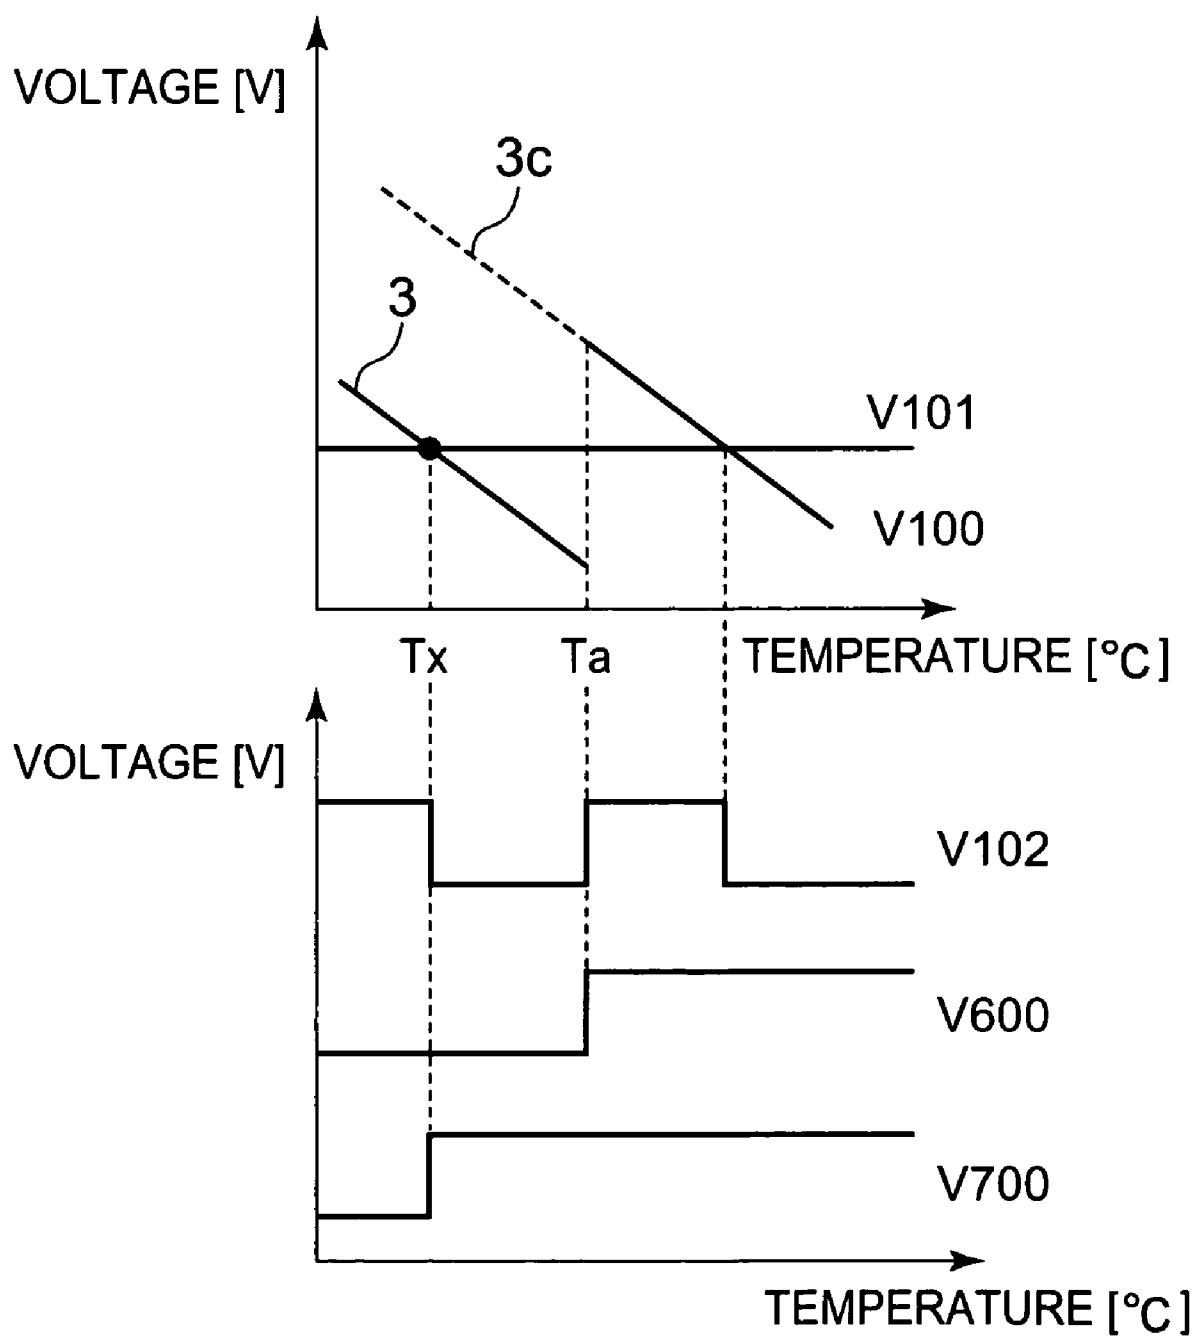 VOLTAGE [V]
3c
3
V101
V100
Tx
Ta
TEMPERATURE [°C]
VOLTAGE [V]
V102
V600
V700
TEMPERATURE [°C]